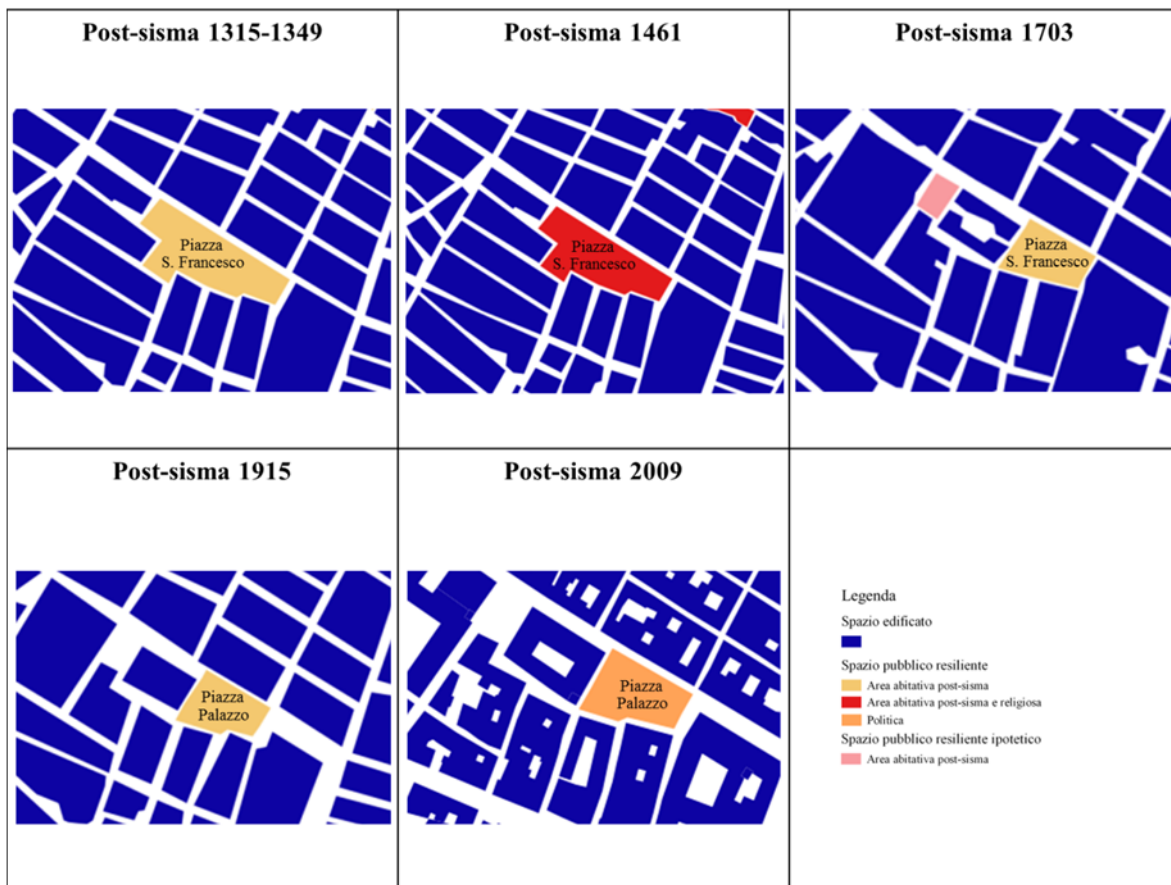 Post-sisma 1315-1349
Post-sisma 1461
Post-sisma 1703
Piazza
S. Francesco
Piazza
S. Francesco
Piazza
S. Francesco
Post-sisma 1915
Post-sisma 2009
Piazza
Palazzo
Piazza
Palazzo
Legenda
Spazio edificato
Spazio pubblico resiliente
Area abitativa post-sisma
Area abitativa post-sisma e religiosa
Politica
Spazio pubblico resiliente ipotetico
Area abitativa post-sisma